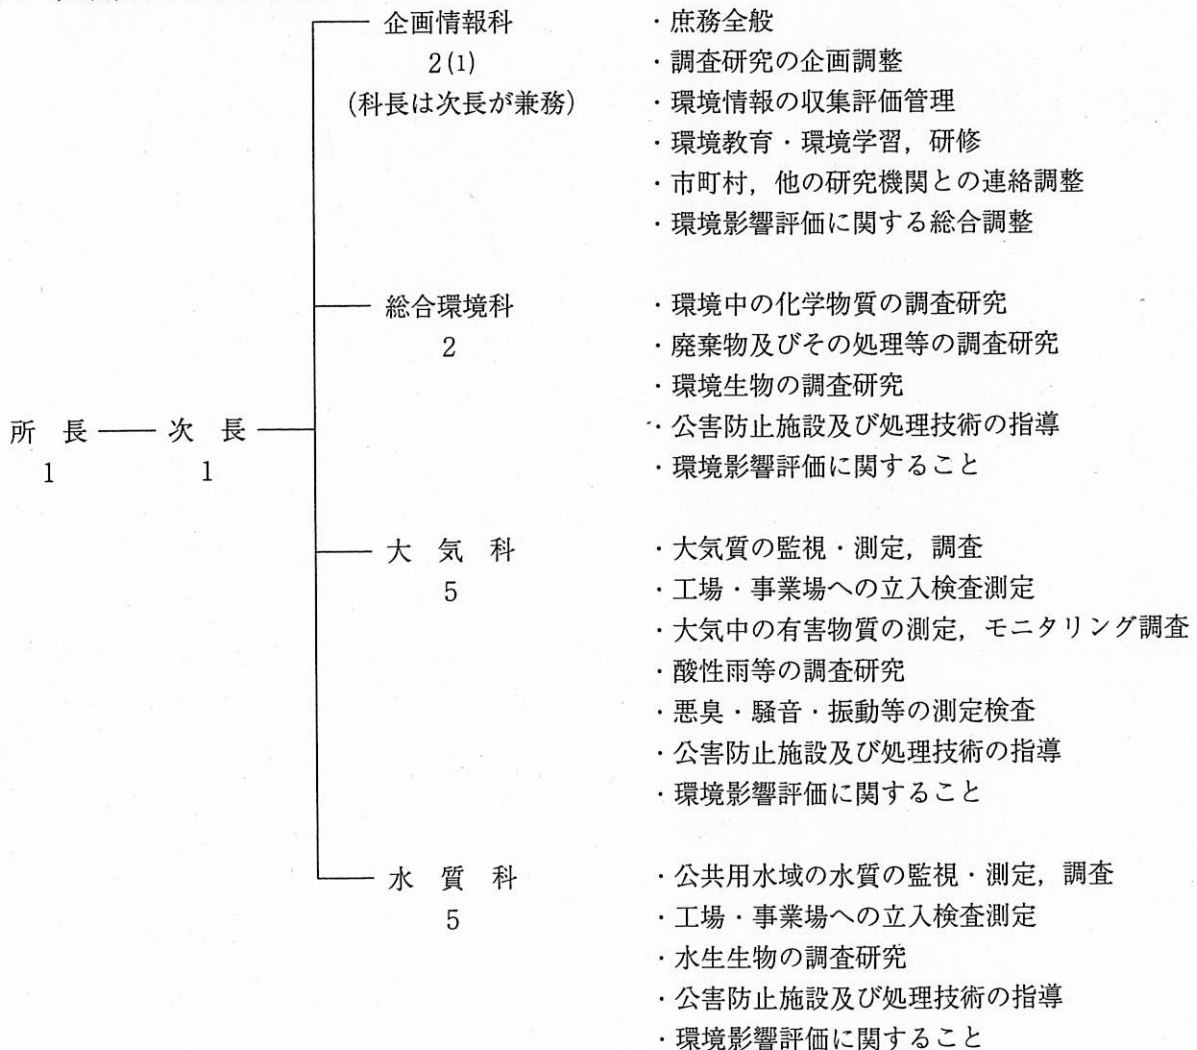 企画情報科
2(1)
(科長は次長が兼務)
・庶務全般
・調査研究の企画調整
・環境情報の収集評価管理
・環境教育・環境学習，研修
・市町村，他の研究機関との連絡調整
・環境影響評価に関する総合調整
総合環境科
2
・環境中の化学物質の調査研究
・廃棄物及びその処理等の調査研究
・環境生物の調査研究
・公害防止施設及び処理技術の指導
・環境影響評価に関すること
所　長
1
次　長
1
大　気　科
5
・大気質の監視・測定，調査
・工場・事業場への立入検査測定
・大気中の有害物質の測定，モニタリング調査
・酸性雨等の調査研究
・悪臭・騒音・振動等の測定検査
・公害防止施設及び処理技術の指導
・環境影響評価に関すること
水　質　科
5
・公共用水域の水質の監視・測定，調査
・工場・事業場への立入検査測定
・水生生物の調査研究
・公害防止施設及び処理技術の指導
・環境影響評価に関すること